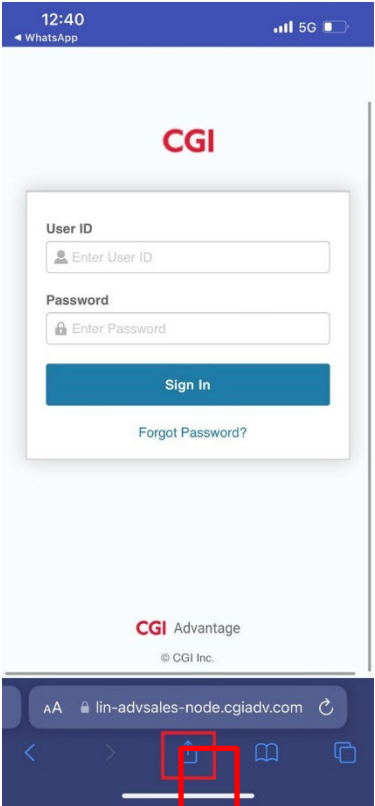 12:40
5G
◀ WhatsApp
CGI
User ID
Enter User ID
Password
Enter Password
Sign In
Forgot Password?
CGI Advantage
© CGI Inc.
AA lin-advsales-node.cgiadv.com